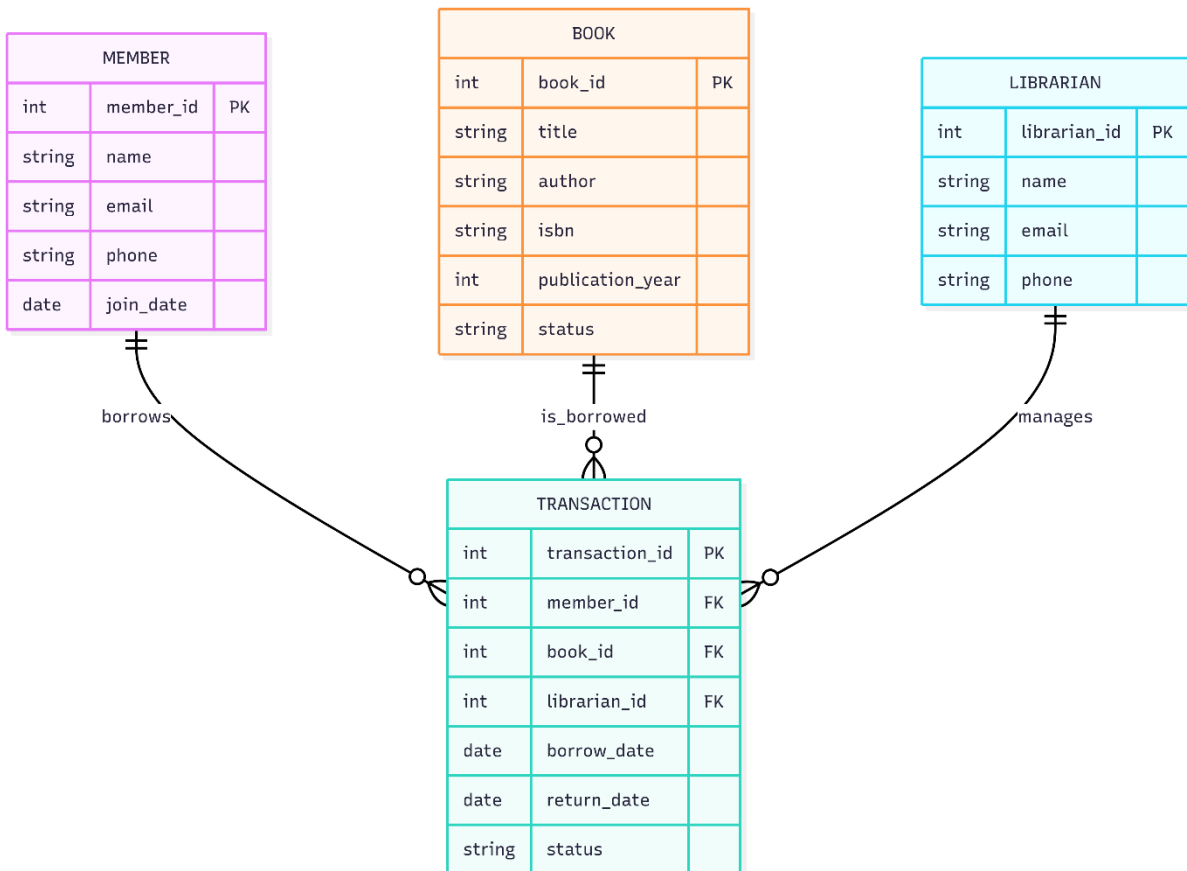 MEMBER
int member_id PK
string name
string email
string phone
date join_date
BOOK
int book_id PK
string title
string author
string isbn
int publication_year
string status
LIBRARIAN
int librarian_id PK
string name
string email
string phone
borrows
is_borrowed
manages
TRANSACTION
int transaction_id PK
int member_id FK
int book_id FK
int librarian_id FK
date borrow_date
date return_date
string status